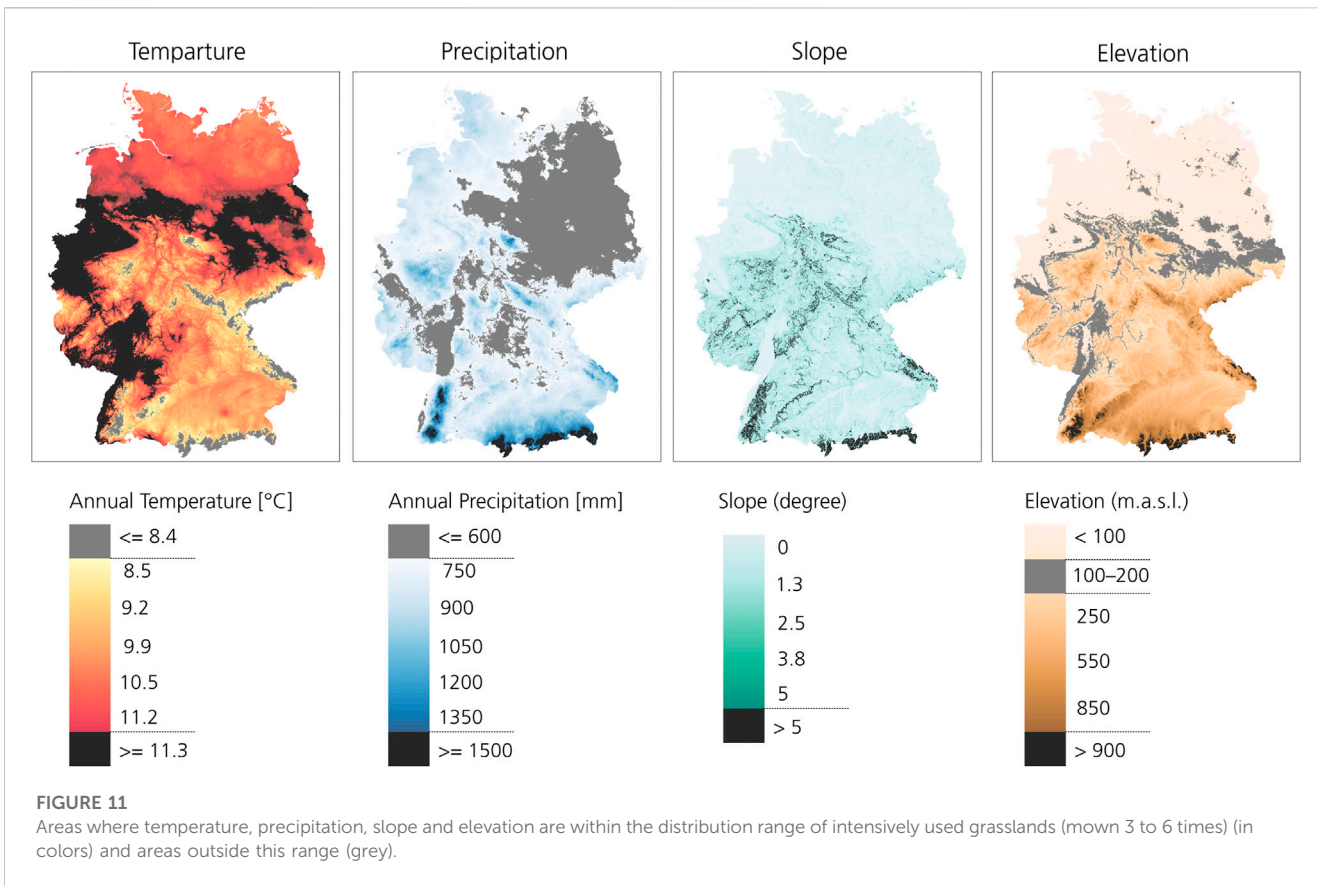 Temparture
Precipitation
Slope
Elevation
Annual Temperature [°C]
<= 8.4
8.5
9.2
9.9
10.5
11.2
>= 11.3
Annual Precipitation [mm]
<= 600
750
900
1050
1200
1350
>= 1500
Slope (degree)
0
1.3
2.5
3.8
5
> 5
Elevation (m.a.s.l.)
< 100
100–200
250
550
850
> 900
FIGURE 11
Areas where temperature, precipitation, slope and elevation are within the distribution range of intensively used grasslands (mown 3 to 6 times) (in
colors) and areas outside this range (grey).